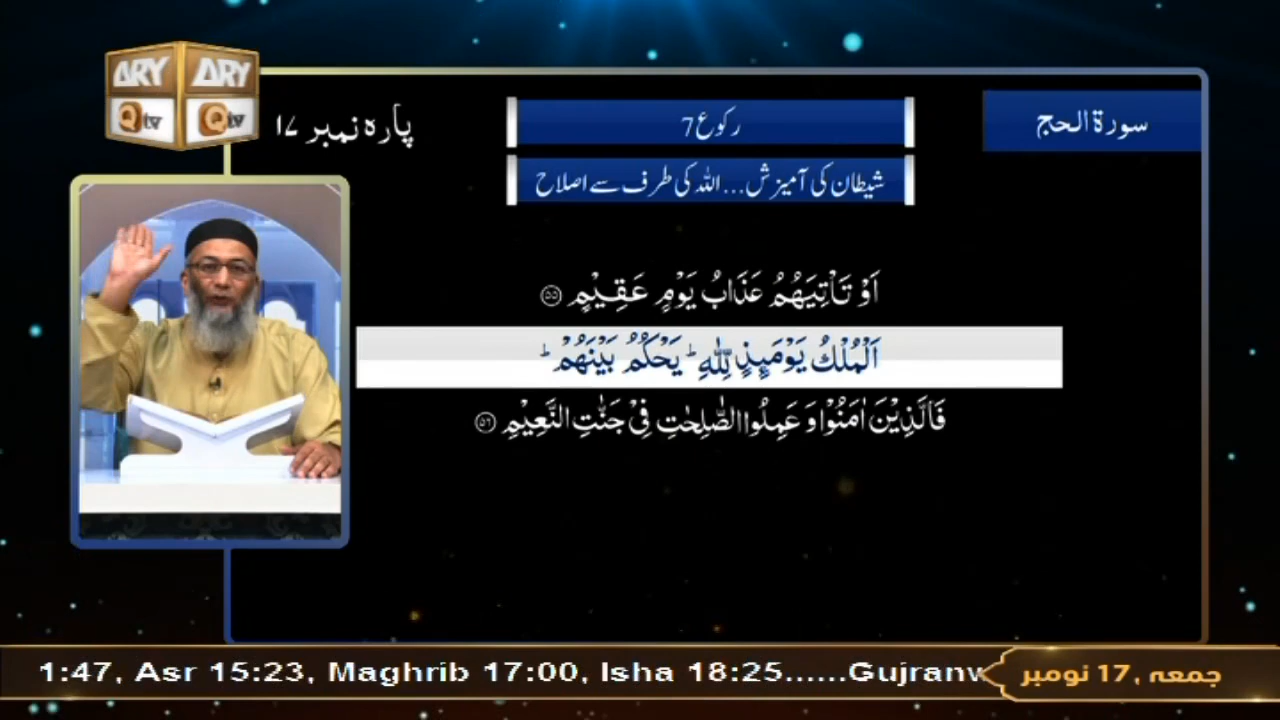 ARY ARY
Qtv Qtv
سورۃ الحج
رکوع 7
پارہ نمبر ۱۷
شیطان کی آمیزش... اللہ کی طرف سے اصلاح
اَوْ تَاْتِیَهُمْ عَذَابُ یَوْمٍ عَقِیْمٍ ۝۵۵
اَلْمُلْكُ یَوْمَىٕذٍ لِّلّٰهِ ؕ یَحْكُمُ بَیْنَهُمْ ؕ
فَالَّذِیْنَ اٰمَنُوْا وَ عَمِلُوا الصّٰلِحٰتِ فِیْ جَنّٰتِ النَّعِیْمِ ۝۵۶
1:47, Asr 15:23, Maghrib 17:00, Isha 18:25......Gujranw
جمعہ, 17 نومبر